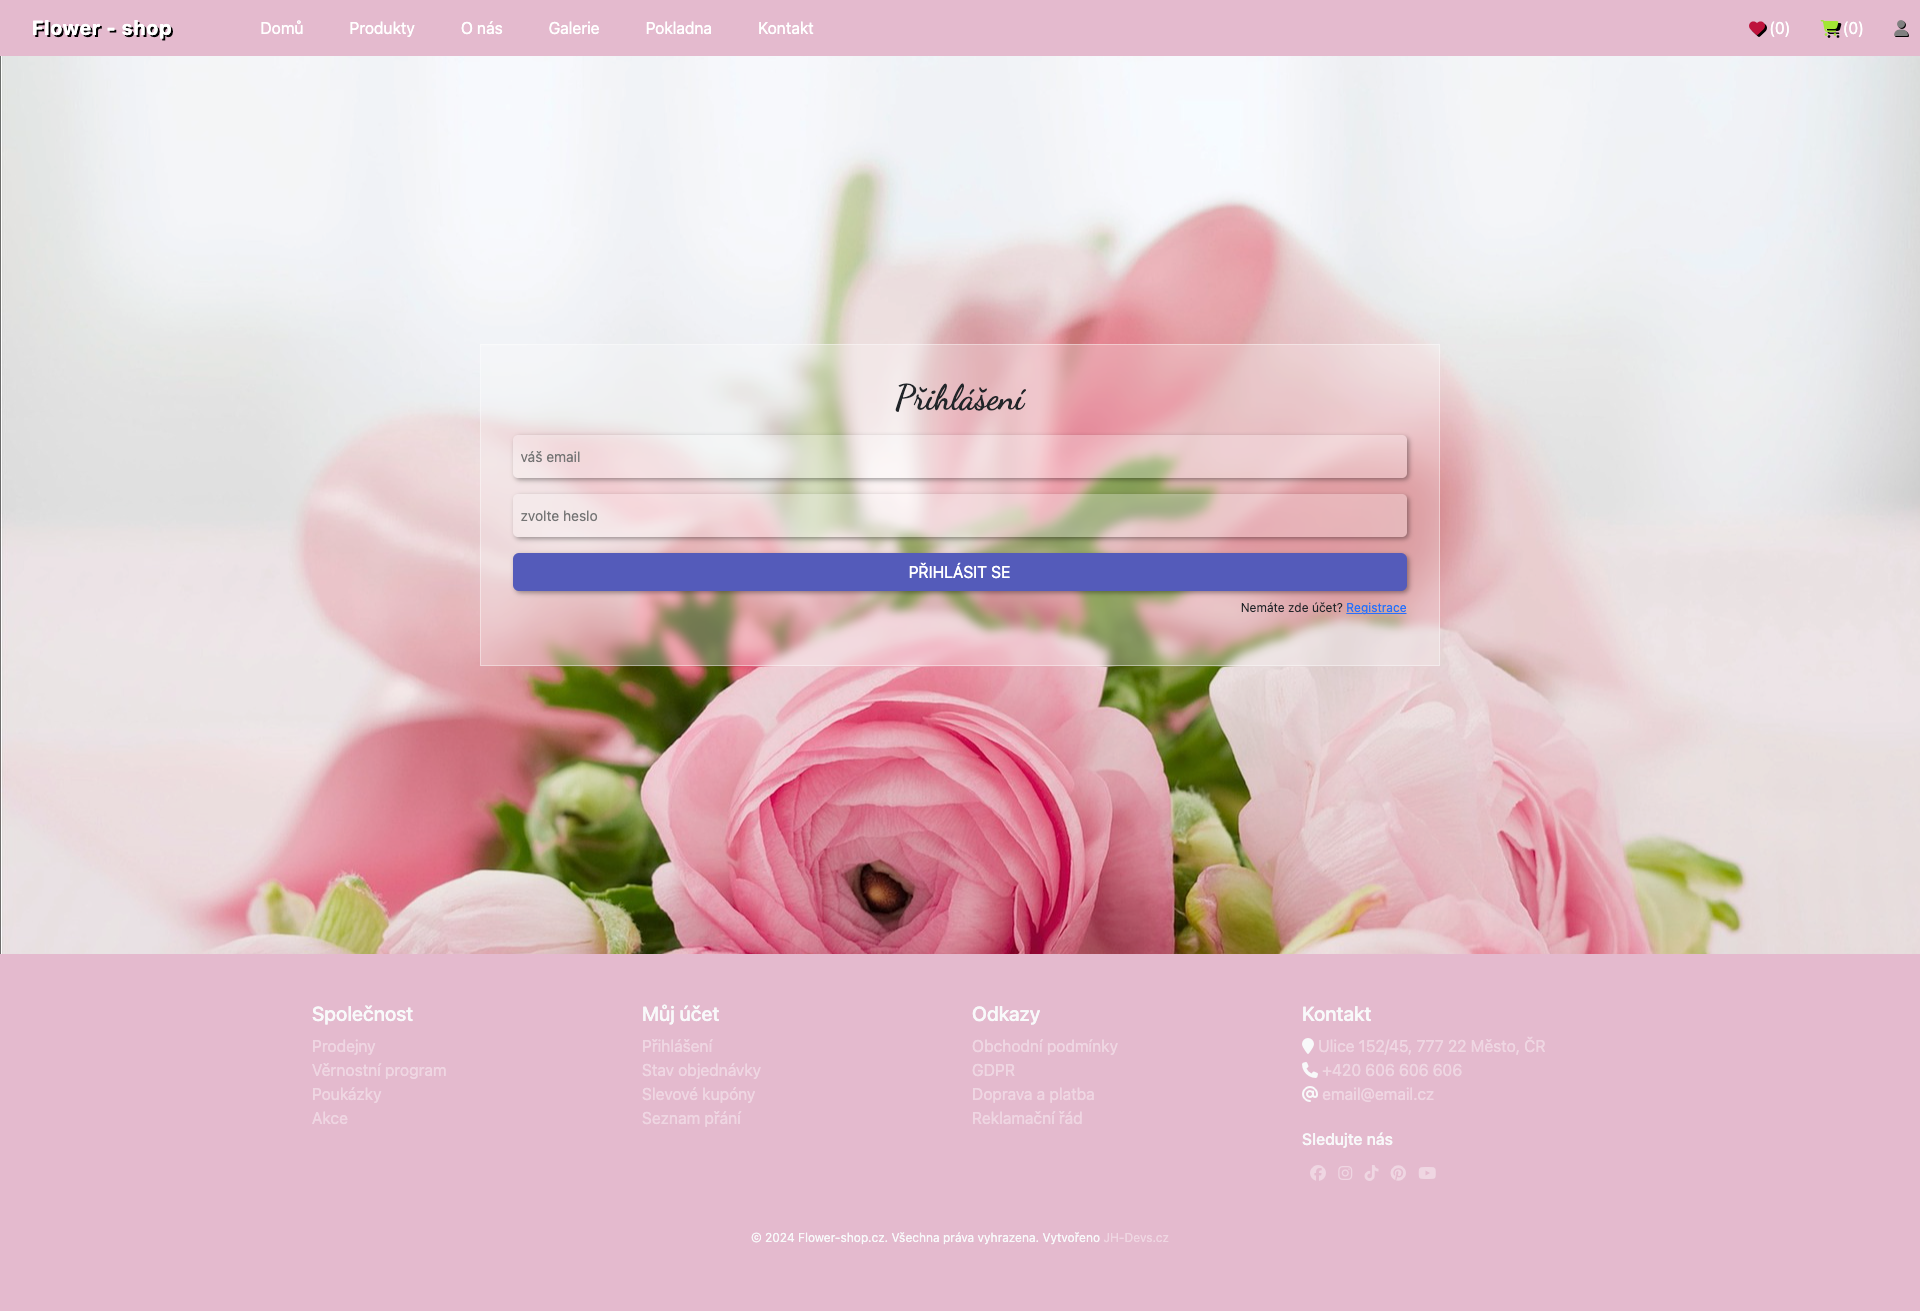 Flower - shop
Domů
Produkty
O nás
Galerie
Pokladna
Kontakt
(0)
(0)
Přihlášení
váš email
zvolte heslo
PŘIHLÁSIT SE
Nemáte zde účet? Registrace
Společnost
Prodejny
Věrnostní program
Poukázky
Akce
Můj účet
Přihlášení
Stav objednávky
Slevové kupóny
Seznam přání
Odkazy
Obchodní podmínky
GDPR
Doprava a platba
Reklamační řád
Kontakt
Ulice 152/45, 777 22 Město, ČR
+420 606 606 606
email@email.cz
Sledujte nás
© 2024 Flower-shop.cz. Všechna práva vyhrazena. Vytvořeno JH-Devs.cz